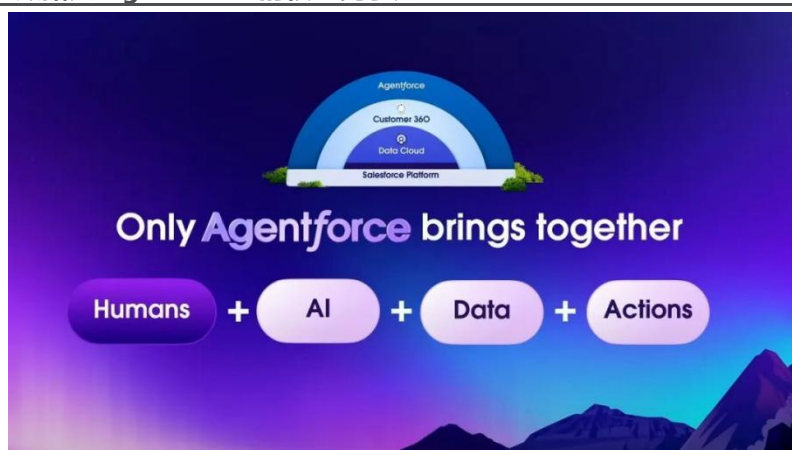 Agentforce
Customer 360
Data Cloud
Salesforce Platform
Only Agentforce brings together
Humans + AI + Data + Actions